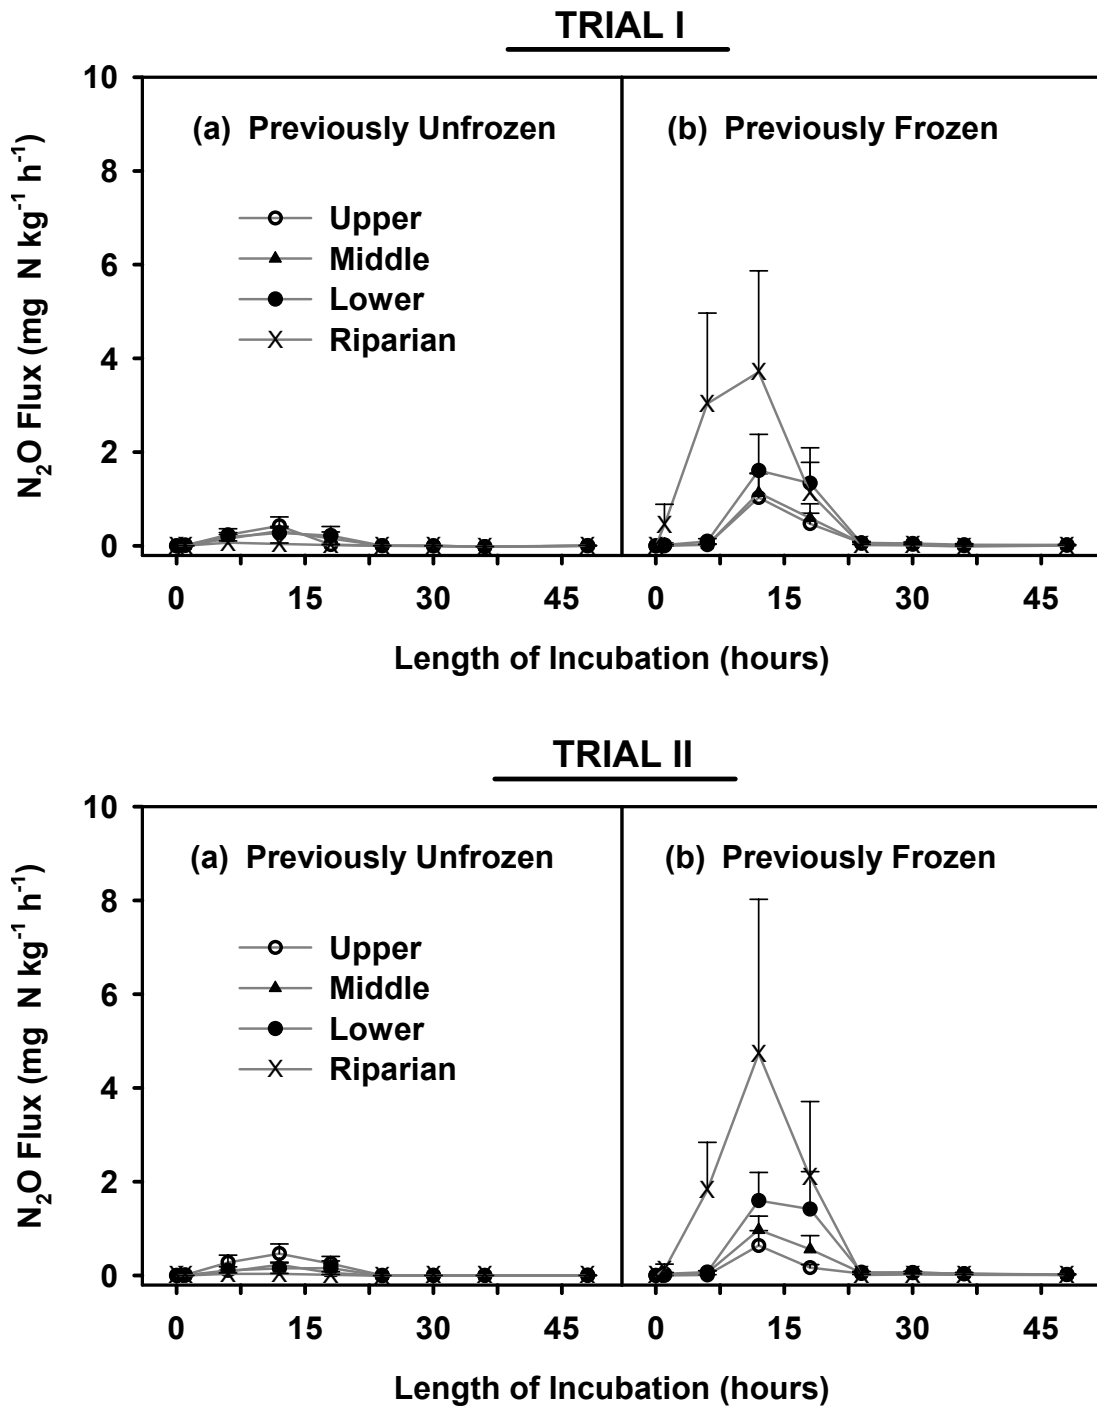 TRIAL I
N₂O Flux (mg N kg⁻¹ h⁻¹)
10
8
6
4
2
0
(a) Previously Unfrozen
(b) Previously Frozen
Upper
Middle
Lower
Riparian
0 15 30 45 0 15 30 45
Length of Incubation (hours)
TRIAL II
N₂O Flux (mg N kg⁻¹ h⁻¹)
10
8
6
4
2
0
(a) Previously Unfrozen
(b) Previously Frozen
Upper
Middle
Lower
Riparian
0 15 30 45 0 15 30 45
Length of Incubation (hours)